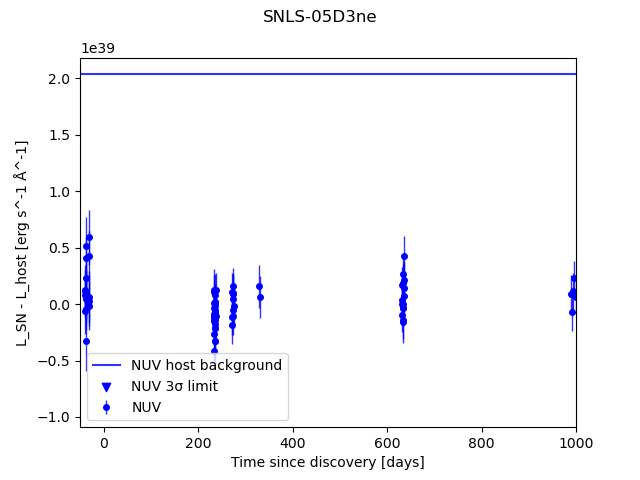 SNLS-05D3ne
1e39
2.0
1.5
1.0
0.5
0.0
−0.5
−1.0
L_SN - L_host [erg s^-1 Å^-1]
NUV host background
NUV 3σ limit
NUV
0
200
400
600
800
1000
Time since discovery [days]